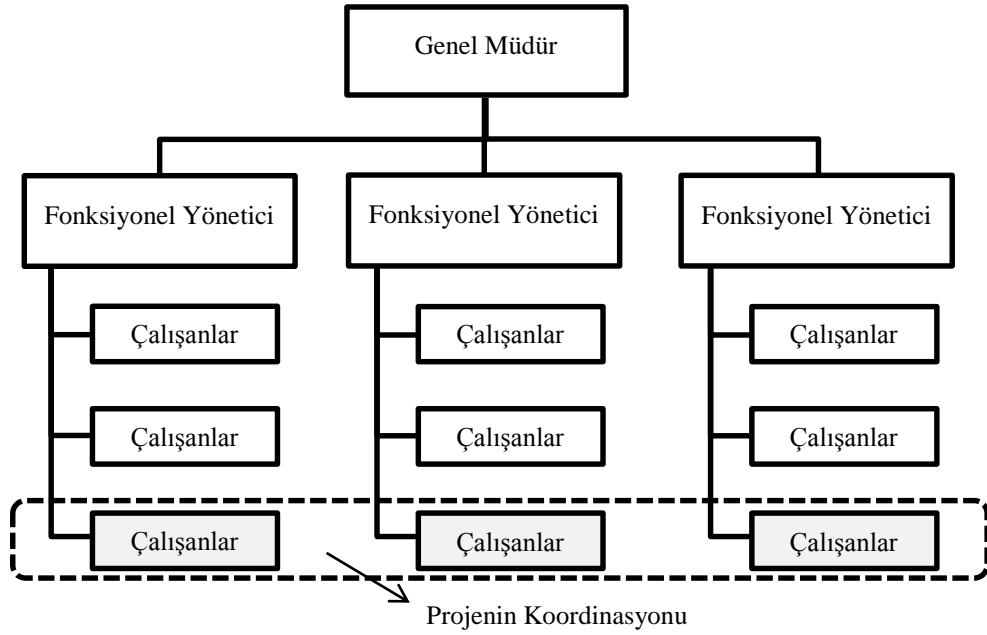 Genel Müdür
Fonksiyonel Yönetici
Fonksiyonel Yönetici
Fonksiyonel Yönetici
Çalışanlar
Çalışanlar
Çalışanlar
Çalışanlar
Çalışanlar
Çalışanlar
Çalışanlar
Çalışanlar
Çalışanlar
Projenin Koordinasyonu